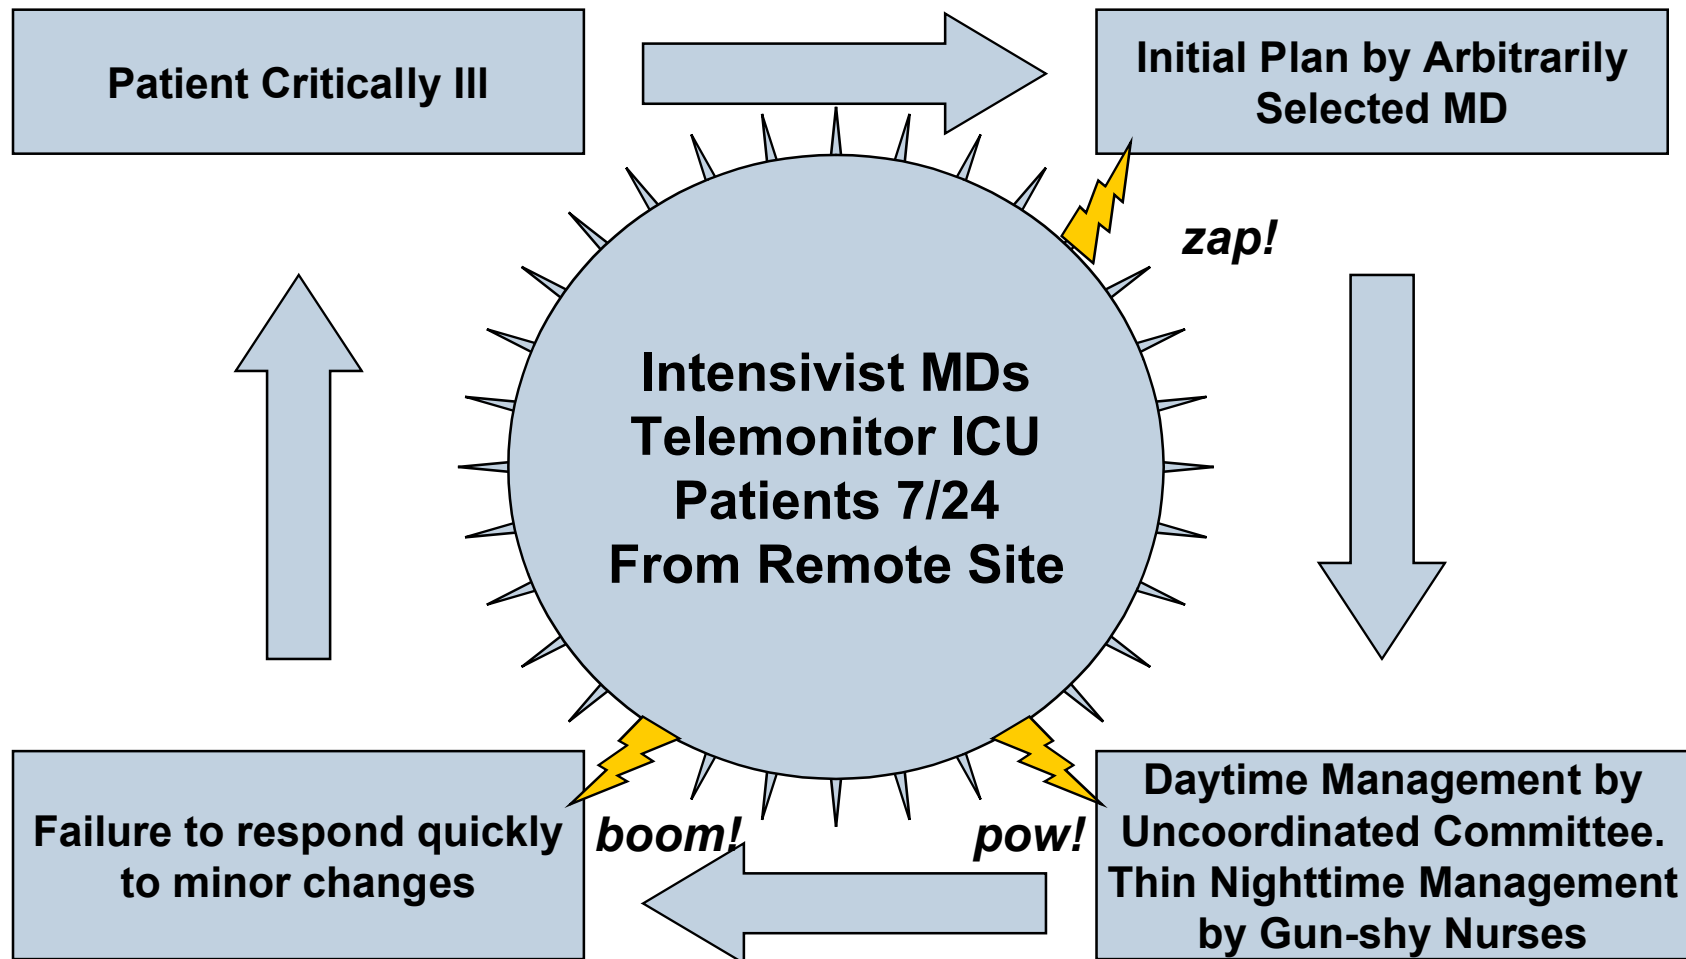 Patient Critically Ill
Initial Plan by Arbitrarily
Selected MD
zap!
Intensivist MDs
Telemonitor ICU
Patients 7/24
From Remote Site
Failure to respond quickly
to minor changes
boom!
pow!
Daytime Management by
Uncoordinated Committee.
Thin Nighttime Management
by Gun-shy Nurses